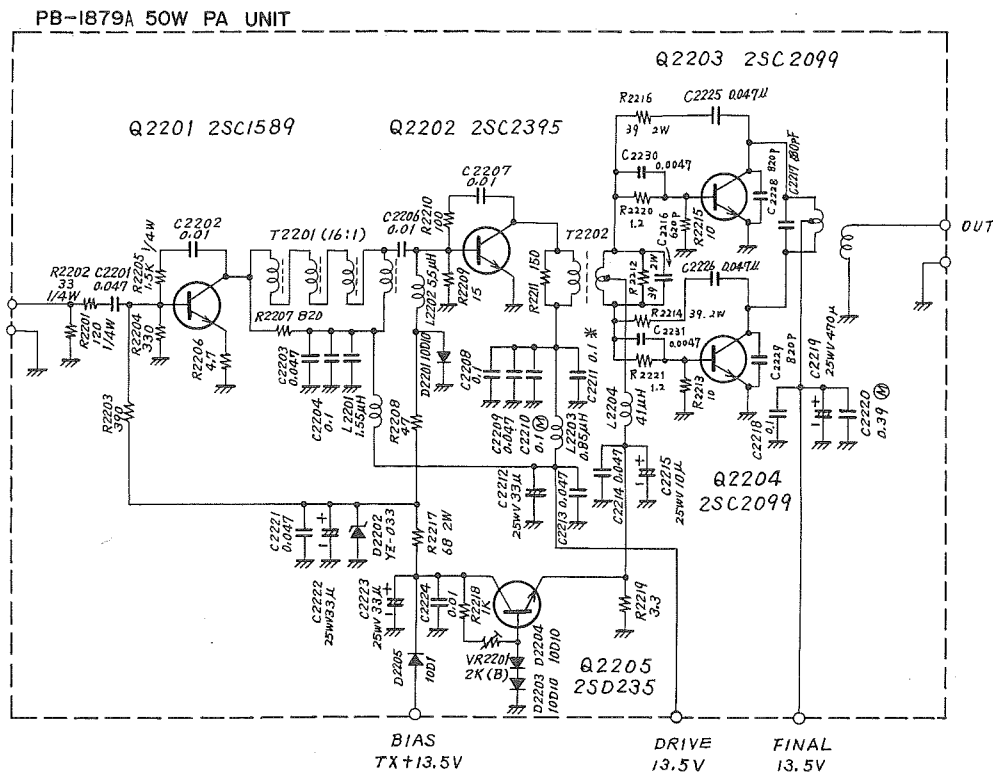 PB-1879A 50W PA UNIT
Q2203 2SC2099
Q2201 2SC1589
Q2202 2SC2395
R2216
39 2W
C2225 0.047μ
C2230
0.0047
C2207
0.01
R2210
100
C2206
0.01
C2202
0.01
R2205
1.5K
1/4W
T2201 (16:1)
T2202
R2220
1.2
C2216
620P
R2215
10
C2228 820P
C2217 680PF
OUT
R2202
33
1/4W
C2201
0.047
R2201
120
1/4W
R2204
330
R2206
4.7
R2207 820
L2202 5.5μH
R2209
15
R2211 150
R2212
39 2W
C2226 0.047μ
R2214 39. 2W
C2231
0.0047
R2221
1.2
R2213
10
C2229
820P
C2219
25WV 470μ
C2220
0.39 Ⓜ
C2218
0.1
R2203
390
C2203
0.047
C2204
0.1
L2201
1.55μH
D2201 10D10
R2208
47
C2208
0.1
C2209
0.047
C2210
0.1 Ⓜ
L2203
0.85μH
C2211 0.1 *
L2204
41μH
C2212
25WV 33μ
C2213 0.047
C2214 0.047
C2215
25WV 10μ
Q2204
2SC2099
C2221
0.047
C2222
25WV 33μ
D2202
YZ-033
R2217
68 2W
C2223
25WV 33μ
C2224
0.01
R2218
1K
VR2201
2K (B)
D2204
10D10
D2203
10D10
R2219
3.3
D2205
10D1
Q2205
2SD235
BIAS
TX+13.5V
DRIVE
13.5V
FINAL
13.5V